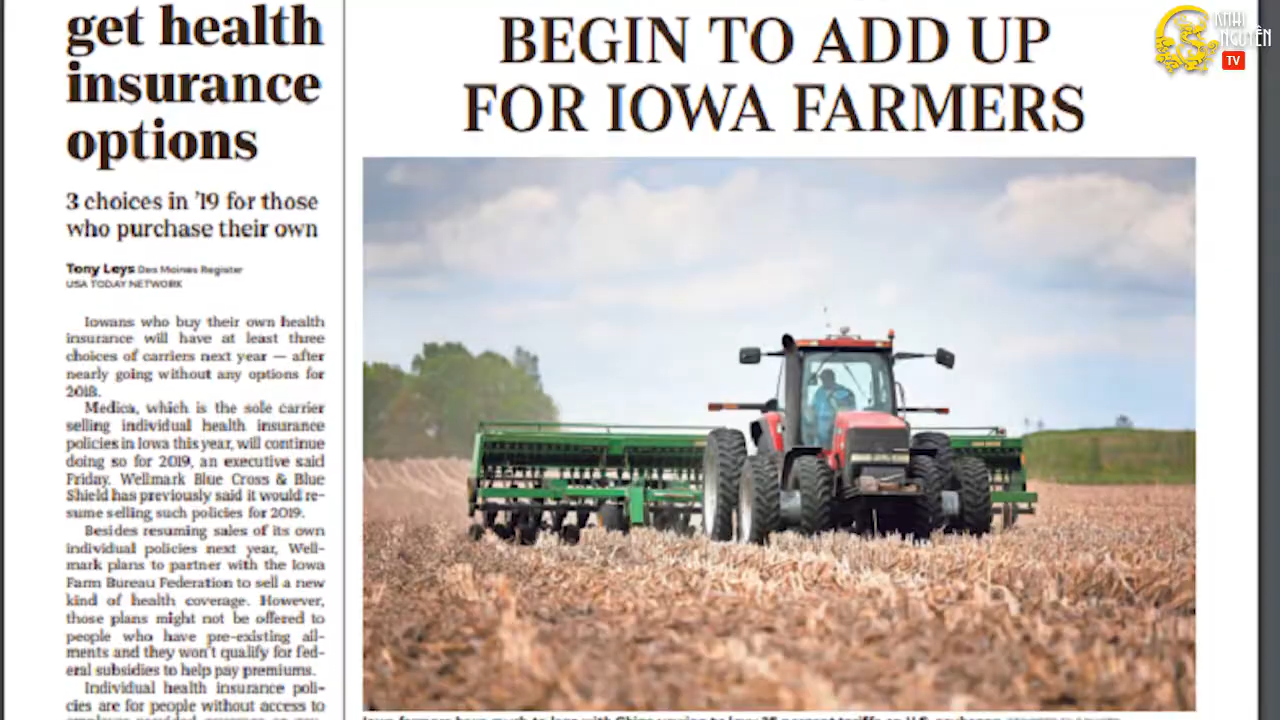 get health
insurance
options
3 choices in '19 for those
who purchase their own
Tony Leys Des Moines Register
USA TODAY NETWORK
Iowans who buy their own health
insurance will have at least three
choices of carriers next year — after
nearly going without any options for
2018.
Medica, which is the sole carrier
selling individual health insurance
policies in Iowa this year, will continue
doing so for 2019, an executive said
Friday. Wellmark Blue Cross & Blue
Shield has previously said it would re-
sume selling such policies for 2019.
Besides resuming sales of its own
individual policies next year, Well-
mark plans to partner with the Iowa
Farm Bureau Federation to sell a new
kind of health coverage. However,
those plans might not be offered to
people who have pre-existing ail-
ments and they won't qualify for fed-
eral subsidies to help pay premiums.
Individual health insurance poli-
cies are for people without access to
BEGIN TO ADD UP
FOR IOWA FARMERS
KHAI
NGUYÊN
TV